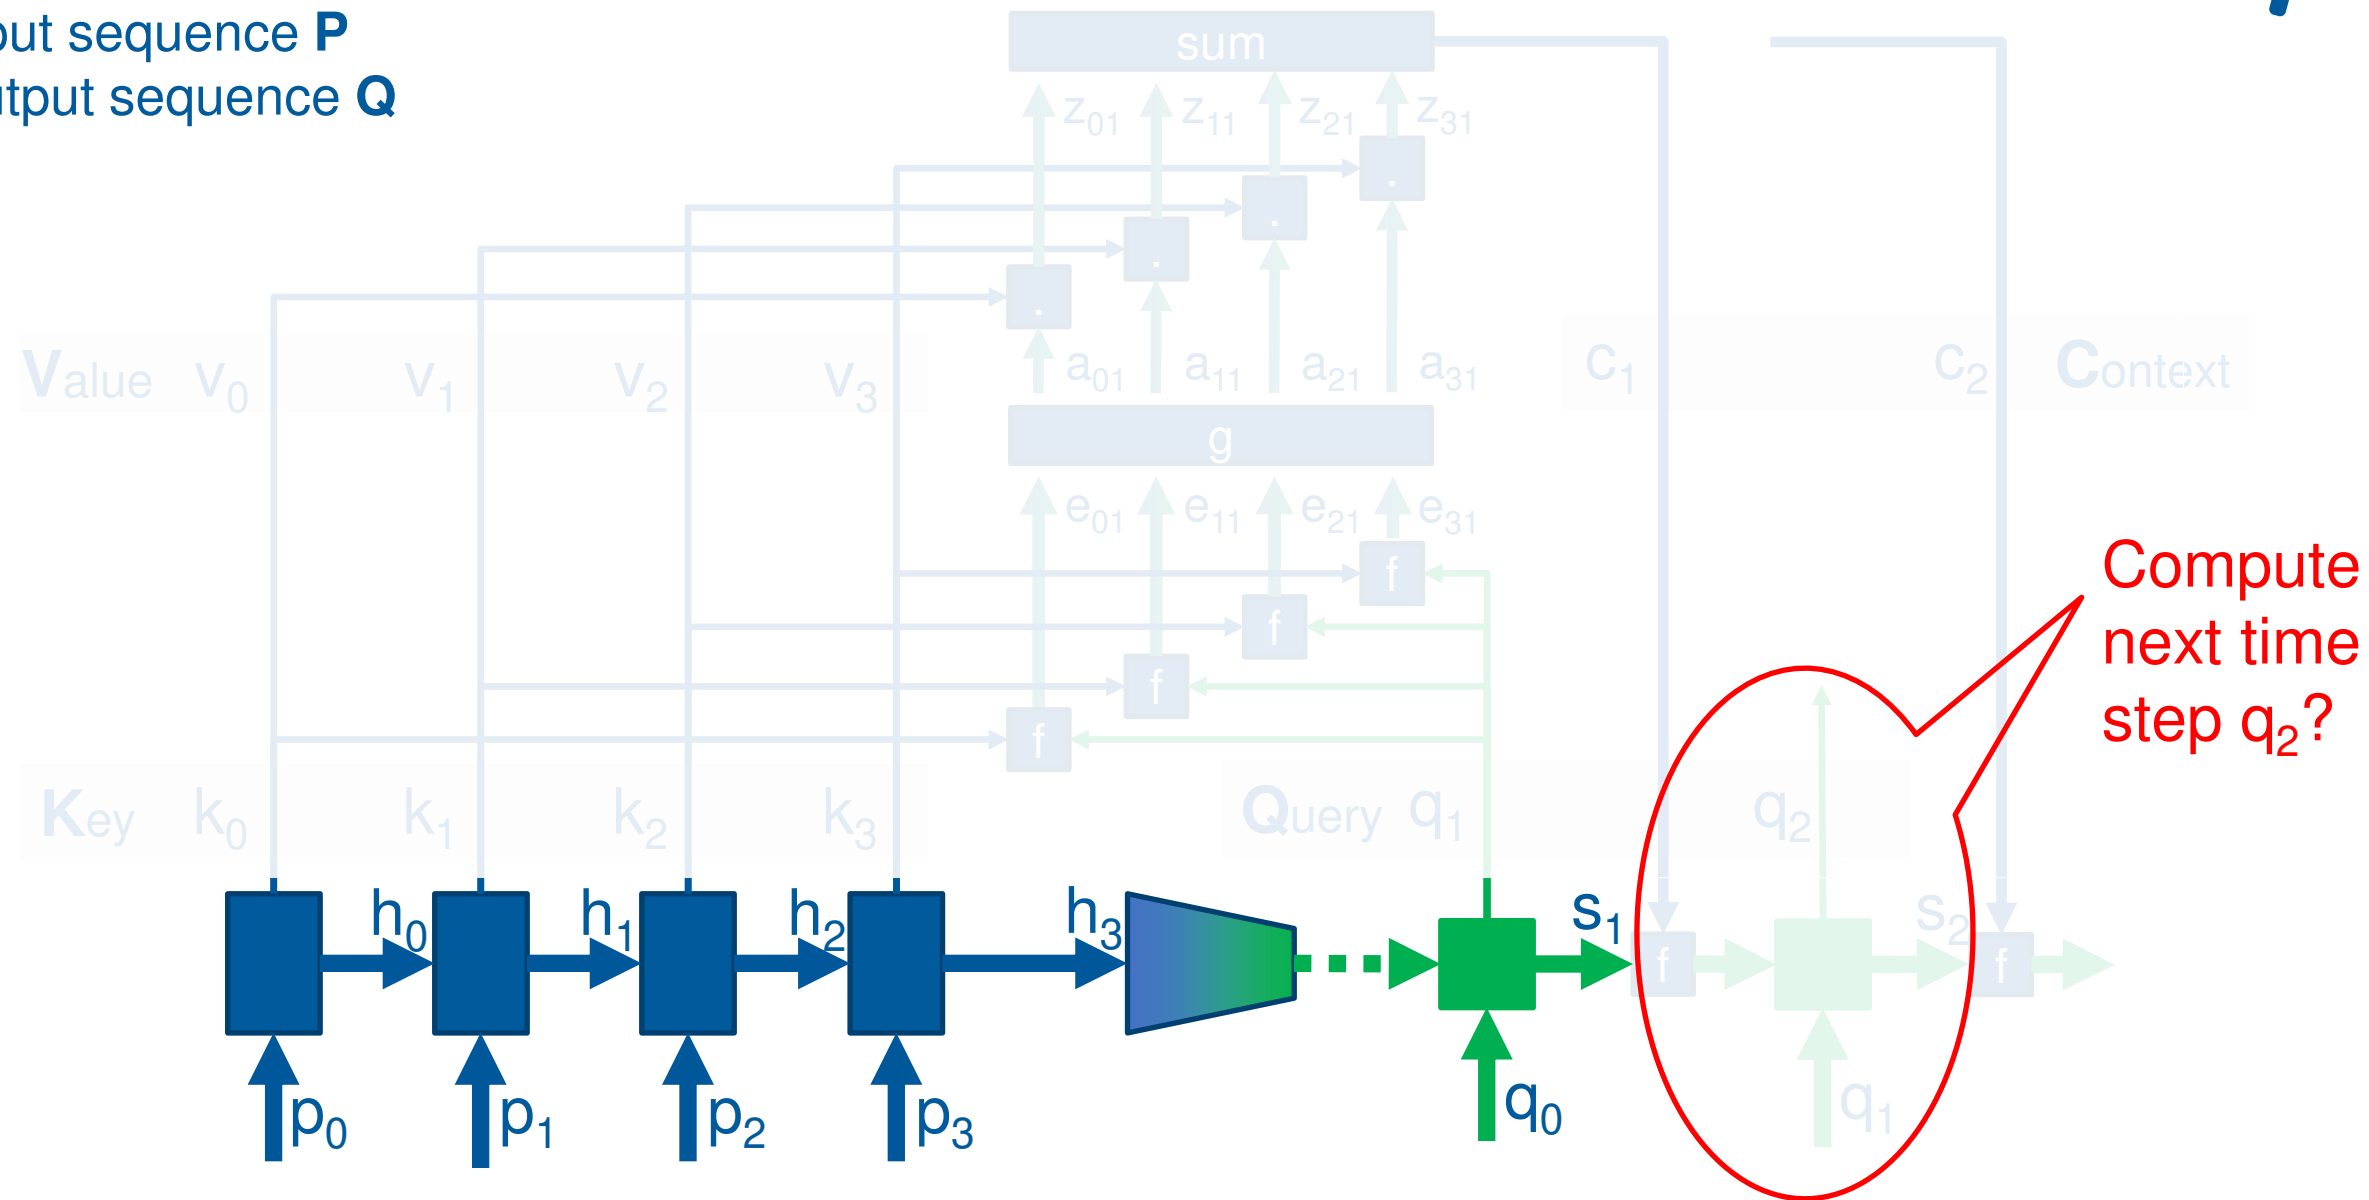 put sequence P
utput sequence Q
sum
z01 z11 z21 z31
. . . .
Value v0 v1 v2 v3
a01 a11 a21 a31
c1 c2 Context
g
e01 e11 e21 e31
f
f
f
f
Compute
next time
step q2?
Key k0 k1 k2 k3
Query q1 q2
h0 h1 h2 h3 s1 s2
f f
p0 p1 p2 p3 q0 q1